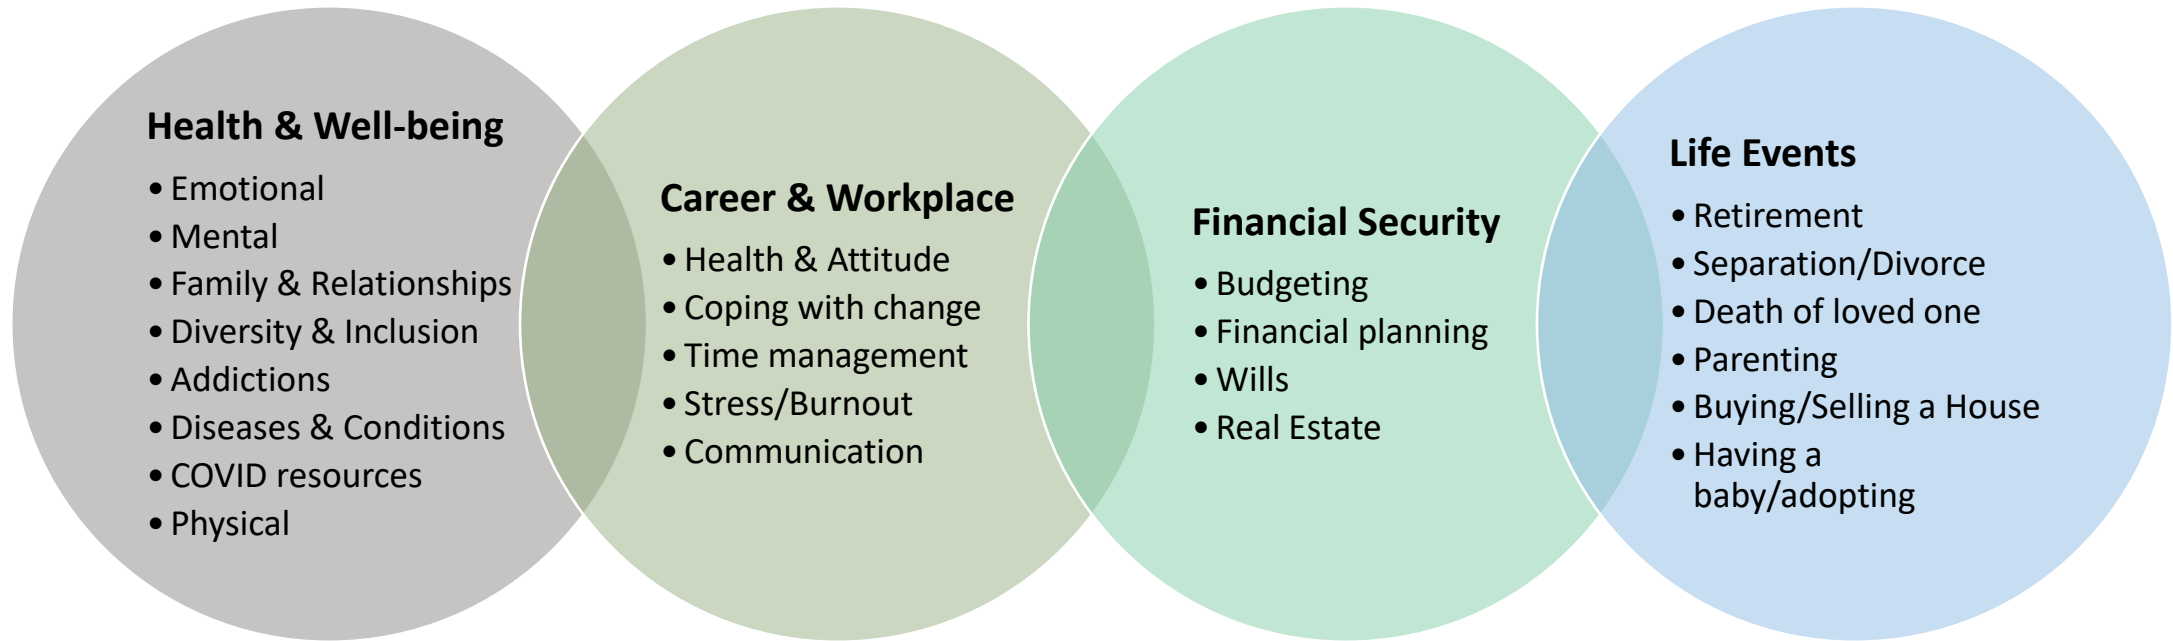 Health & Well-being
• Emotional
• Mental
• Family & Relationships
• Diversity & Inclusion
• Addictions
• Diseases & Conditions
• COVID resources
• Physical
Career & Workplace
• Health & Attitude
• Coping with change
• Time management
• Stress/Burnout
• Communication
Financial Security
• Budgeting
• Financial planning
• Wills
• Real Estate
Life Events
• Retirement
• Separation/Divorce
• Death of loved one
• Parenting
• Buying/Selling a House
• Having a
baby/adopting